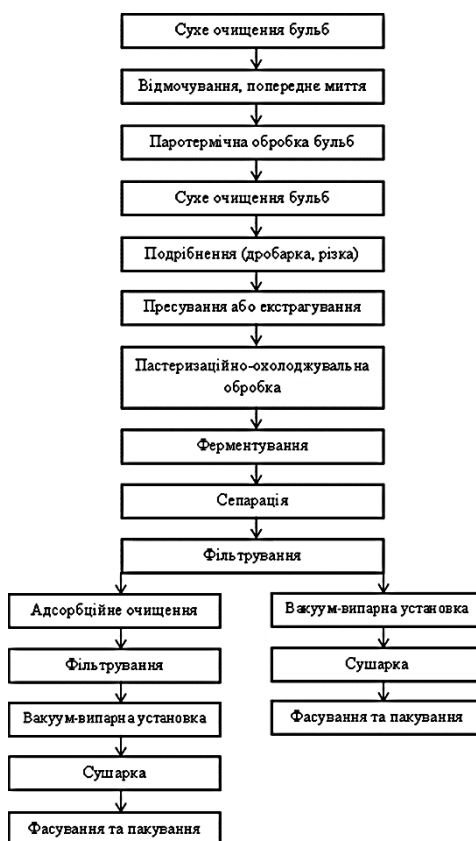 Сухе очищення бульб
Відмочування, попереднє миття
Паротермічна обробка бульб
Сухе очищення бульб
Подрібнення (дробарка, різка)
Пресування або екстрагування
Пастеризаційно-охолоджувальна
обробка
Ферментування
Сепарація
Фільтрування
Адсорбційне очищення
Фільтрування
Вакуум-випарна установка
Сушарка
Фасування та пакування
Вакуум-випарна установка
Сушарка
Фасування та пакування